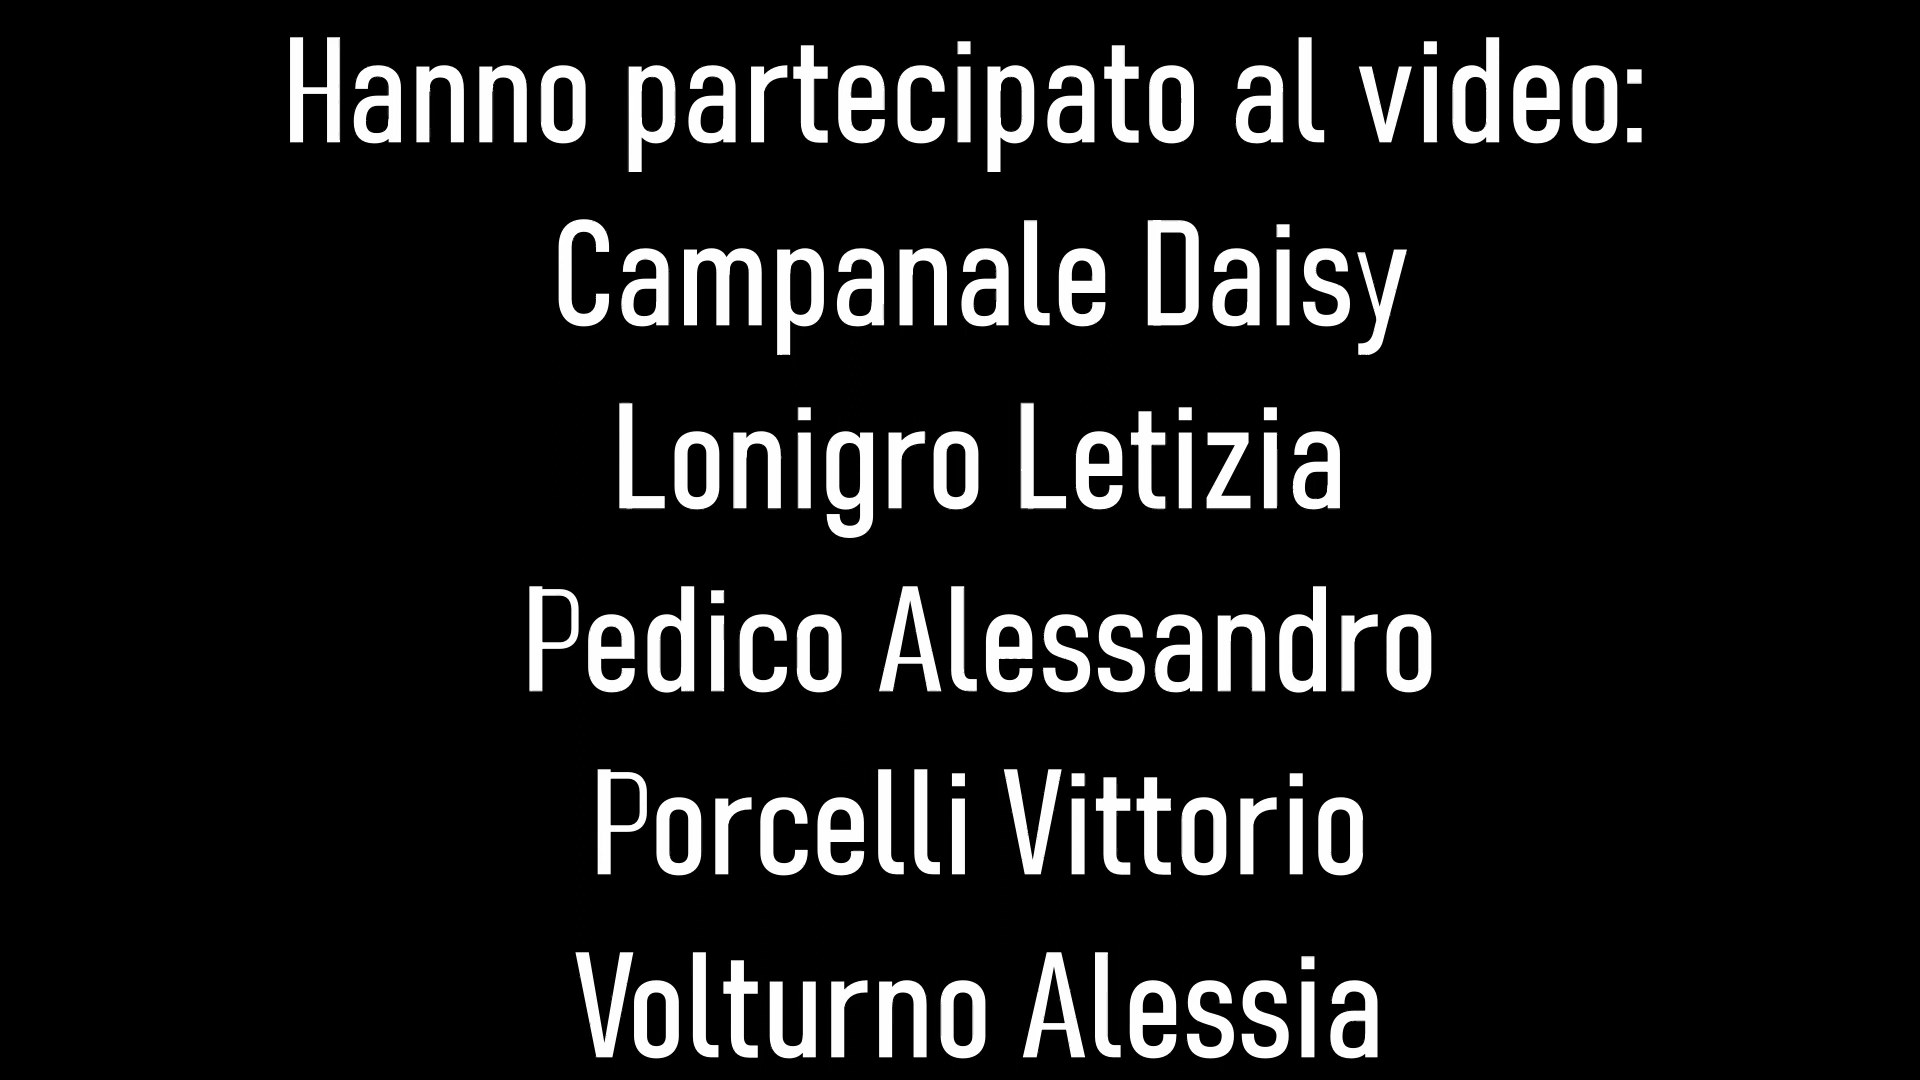 Hanno partecipato al video:
Campanale Daisy
Lonigro Letizia
Pedico Alessandro
Porcelli Vittorio
Volturno Alessia